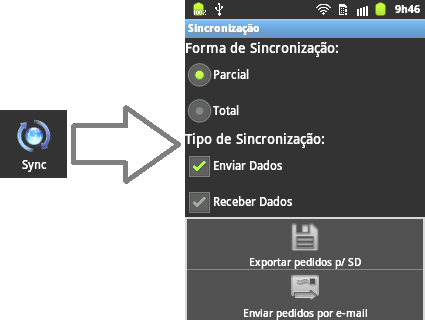 100%
9h46
Sincronização
Forma de Sincronização:
Parcial
Total
Sync
Tipo de Sincronização:
Enviar Dados
Receber Dados
Exportar pedidos p/ SD
Enviar pedidos por e-mail